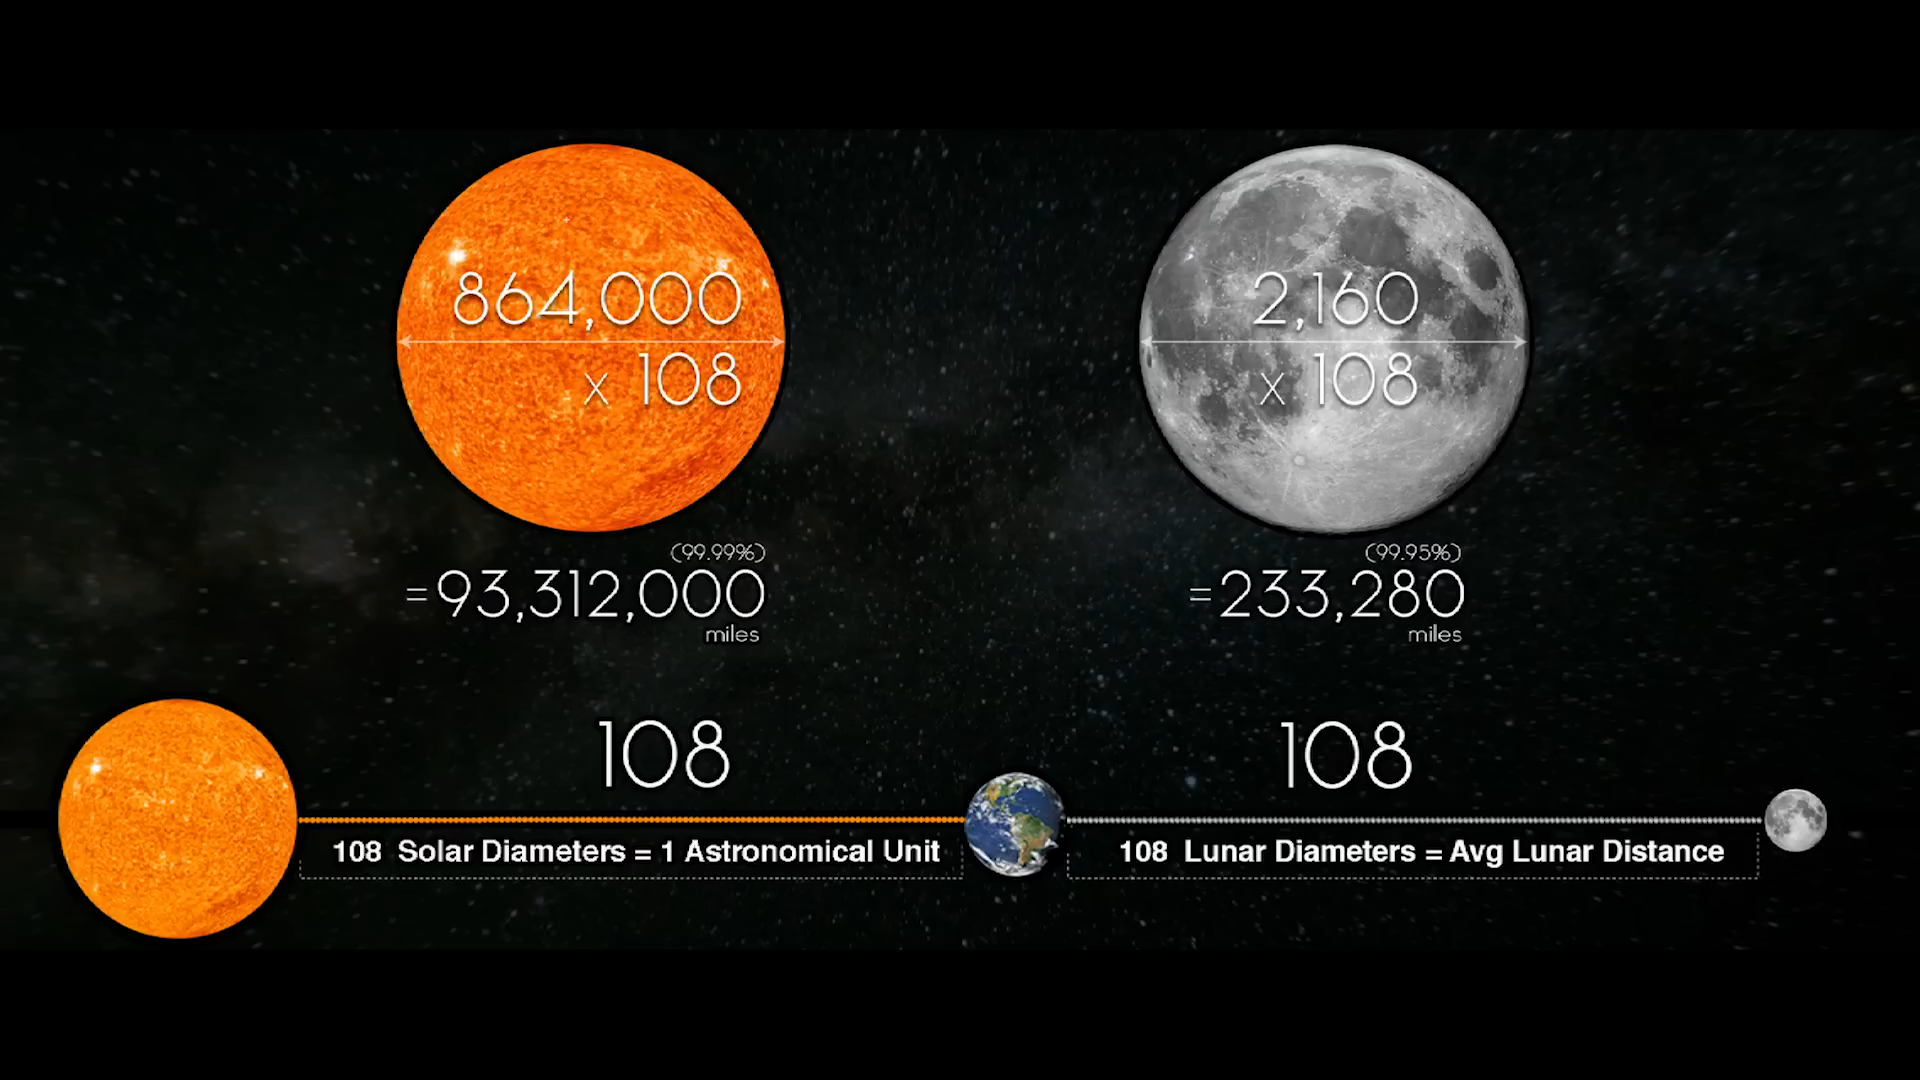 864,000
x 108
(99.99%)
=93,312,000
miles
2,160
x 108
(99.95%)
=233,280
miles
108
108 Solar Diameters = 1 Astronomical Unit
108
108 Lunar Diameters = Avg Lunar Distance